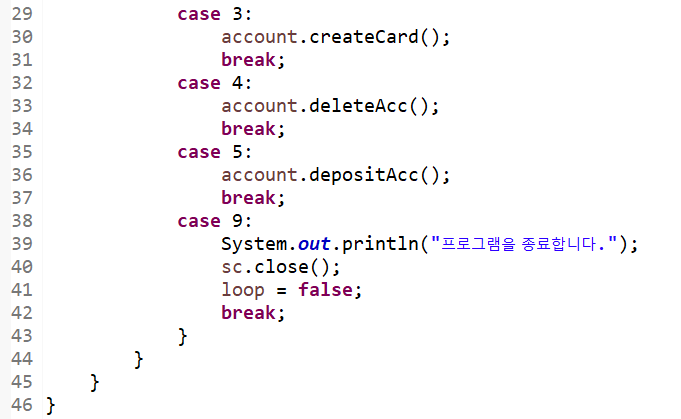 29            case 3:
30                account.createCard();
31                break;
32            case 4:
33                account.deleteAcc();
34                break;
35            case 5:
36                account.depositAcc();
37                break;
38            case 9:
39                System.out.println("프로그램을 종료합니다.");
40                sc.close();
41                loop = false;
42                break;
43            }
44        }
45    }
46 }